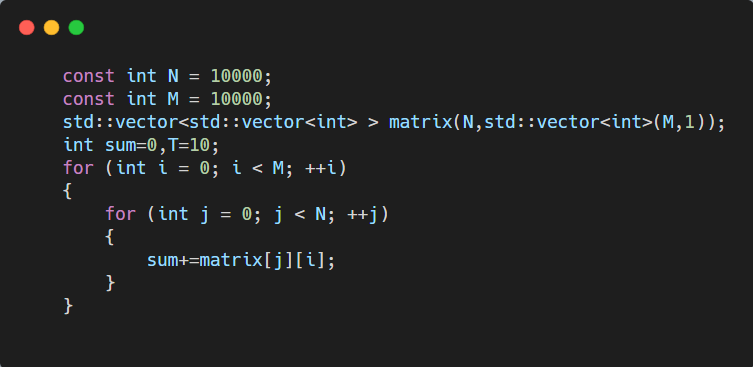 const int N = 10000;
const int M = 10000;
std::vector<std::vector<int> > matrix(N,std::vector<int>(M,1));
int sum=0,T=10;
for (int i = 0; i < M; ++i)
{
    for (int j = 0; j < N; ++j)
    {
        sum+=matrix[j][i];
    }
}